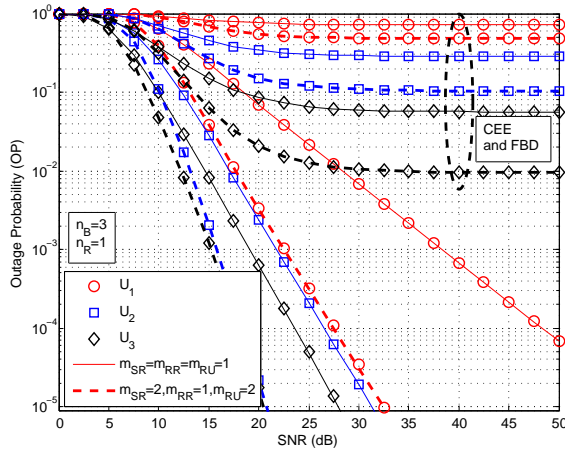 10^0
10^-1
10^-2
10^-3
10^-4
10^-5
Outage Probability (OP)
CEE
and FBD
n_B=3
n_R=1
U_1
U_2
U_3
m_SR=m_RR=m_RU=1
m_SR=2,m_RR=1,m_RU=2
0 5 10 15 20 25 30 35 40 45 50
SNR (dB)